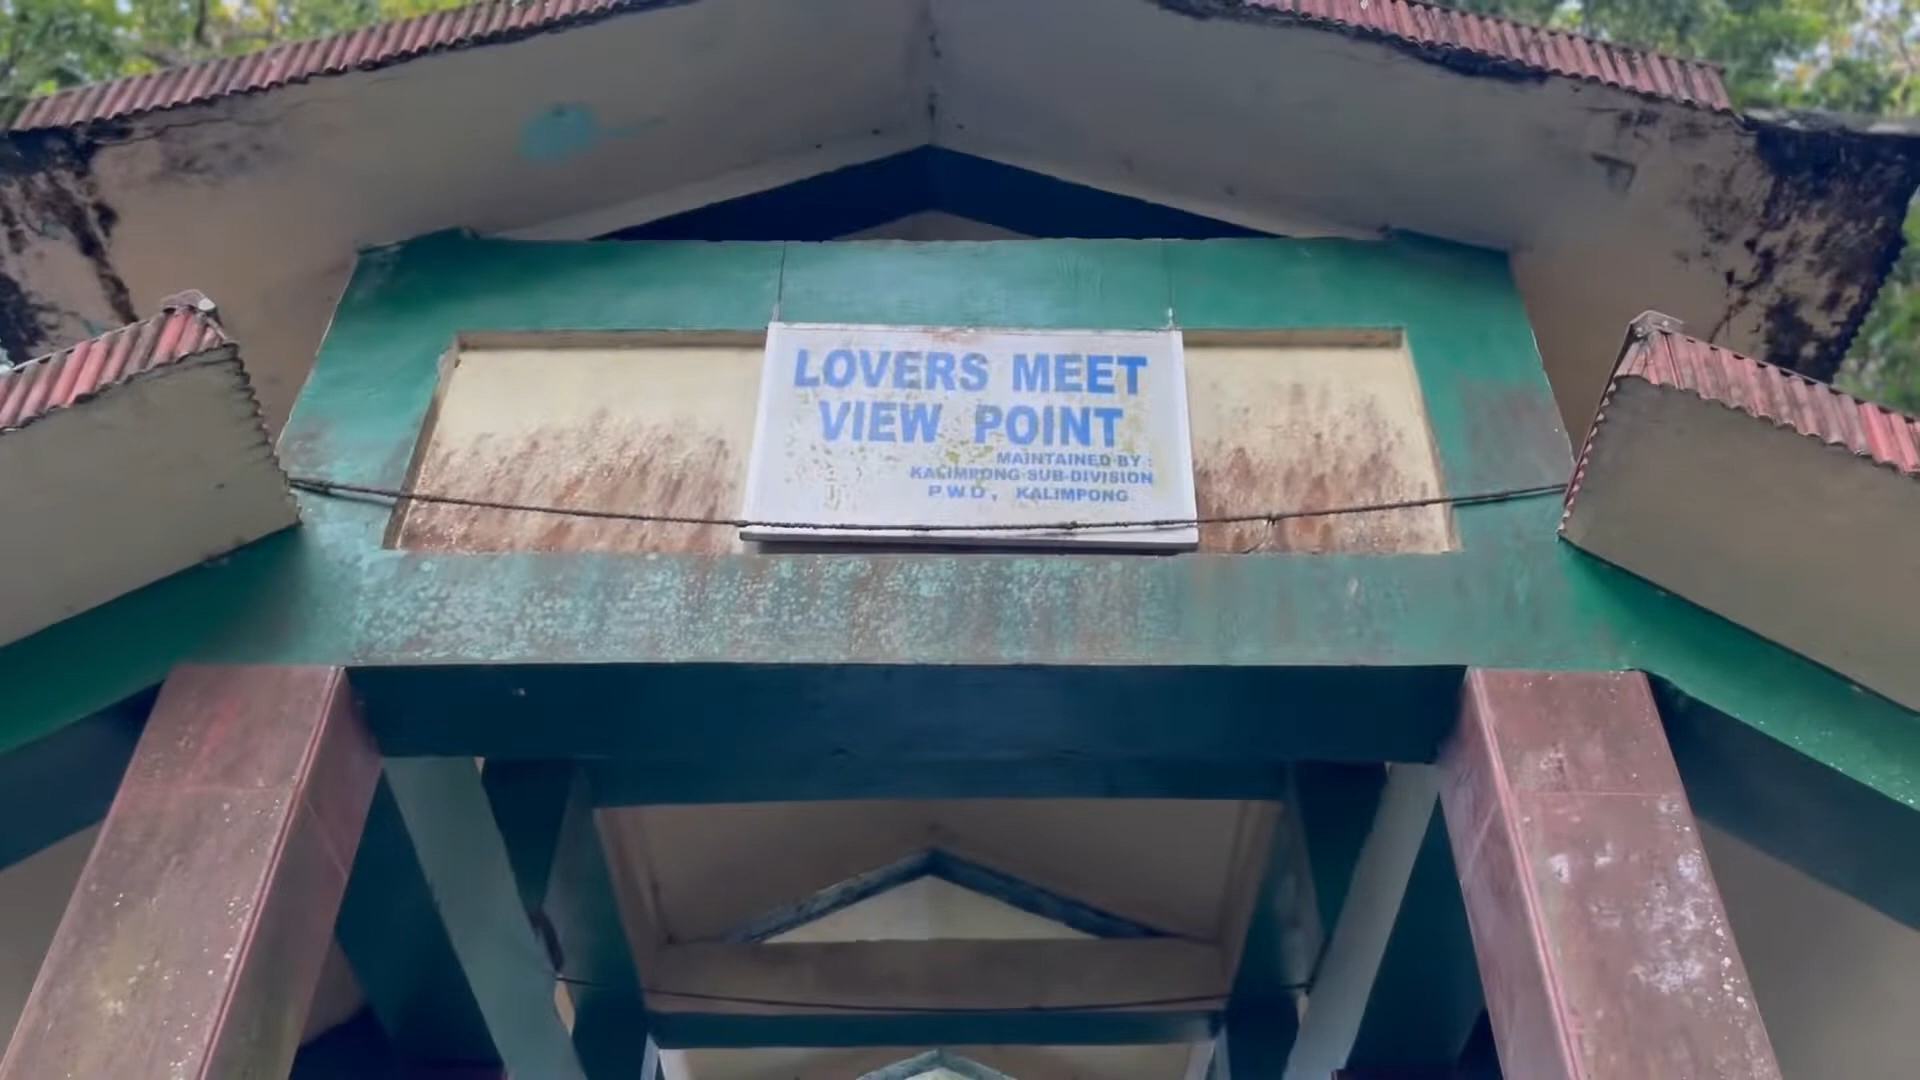 LOVERS MEET
VIEW POINT
MAINTAINED BY :
KALIMPONG SUB-DIVISION
P.W.D, KALIMPONG